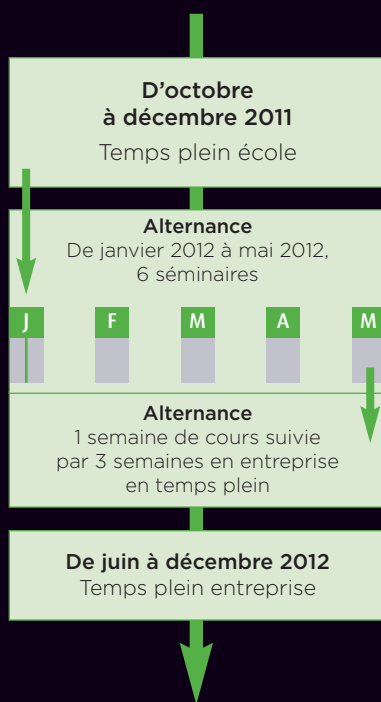 D'octobre
à décembre 2011
Temps plein école
Alternance
De janvier 2012 à mai 2012,
6 séminaires
J F M A M
Alternance
1 semaine de cours suivie
par 3 semaines en entreprise
en temps plein
De juin à décembre 2012
Temps plein entreprise